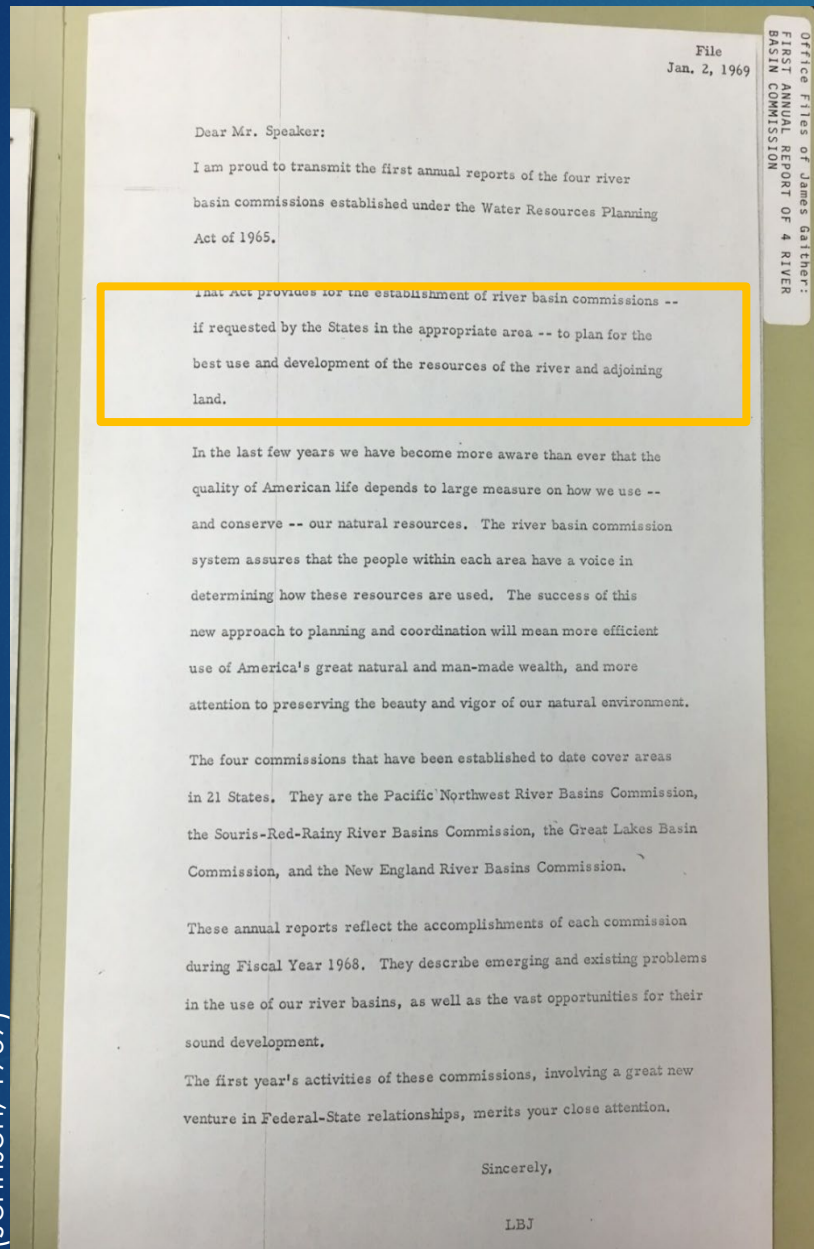 File
Jan. 2, 1969
Office Files of James Gaither:
FIRST ANNUAL REPORT OF 4 RIVER
BASIN COMMISSION
Dear Mr. Speaker:
I am proud to transmit the first annual reports of the four river
basin commissions established under the Water Resources Planning
Act of 1965.
That Act provides for the establishment of river basin commissions --
if requested by the States in the appropriate area -- to plan for the
best use and development of the resources of the river and adjoining
land.
In the last few years we have become more aware than ever that the
quality of American life depends to large measure on how we use --
and conserve -- our natural resources. The river basin commission
system assures that the people within each area have a voice in
determining how these resources are used. The success of this
new approach to planning and coordination will mean more efficient
use of America's great natural and man-made wealth, and more
attention to preserving the beauty and vigor of our natural environment.
The four commissions that have been established to date cover areas
in 21 States. They are the Pacific Northwest River Basins Commission,
the Souris-Red-Rainy River Basins Commission, the Great Lakes Basin
Commission, and the New England River Basins Commission.
These annual reports reflect the accomplishments of each commission
during Fiscal Year 1968. They describe emerging and existing problems
in the use of our river basins, as well as the vast opportunities for their
sound development.
The first year's activities of these commissions, involving a great new
venture in Federal-State relationships, merits your close attention.
Sincerely,
LBJ